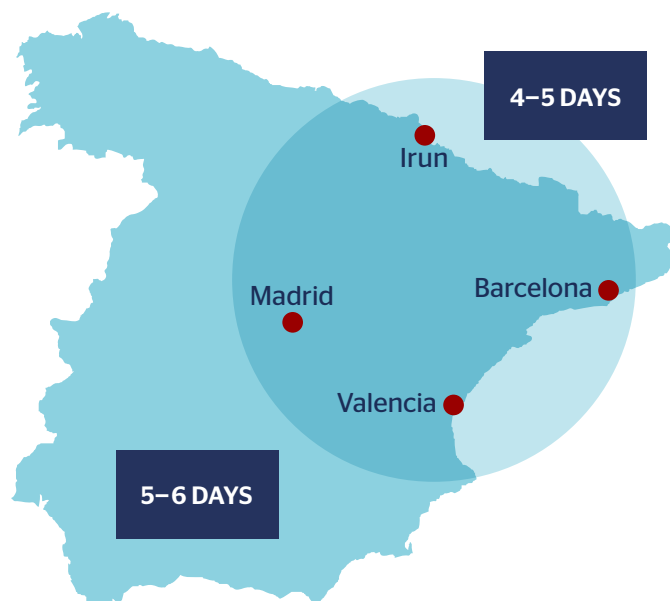 4–5 DAYS
Irun
Barcelona
Madrid
Valencia
5–6 DAYS